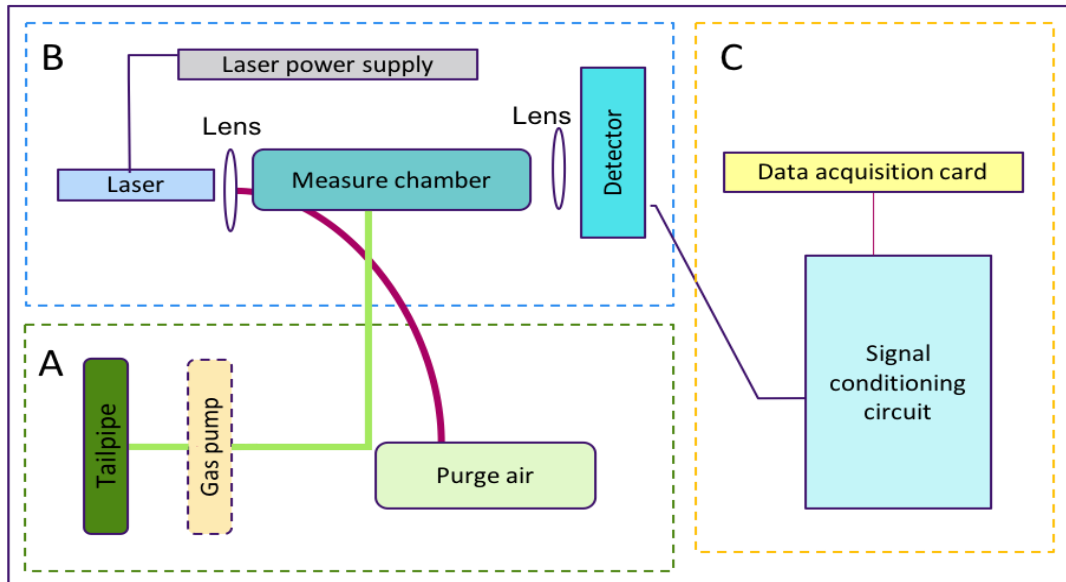 B
Laser power supply
Lens
Lens
Laser
Measure chamber
Detector
C
Data acquisition card
Signal
conditioning
circuit
A
Tailpipe
Gas pump
Purge air